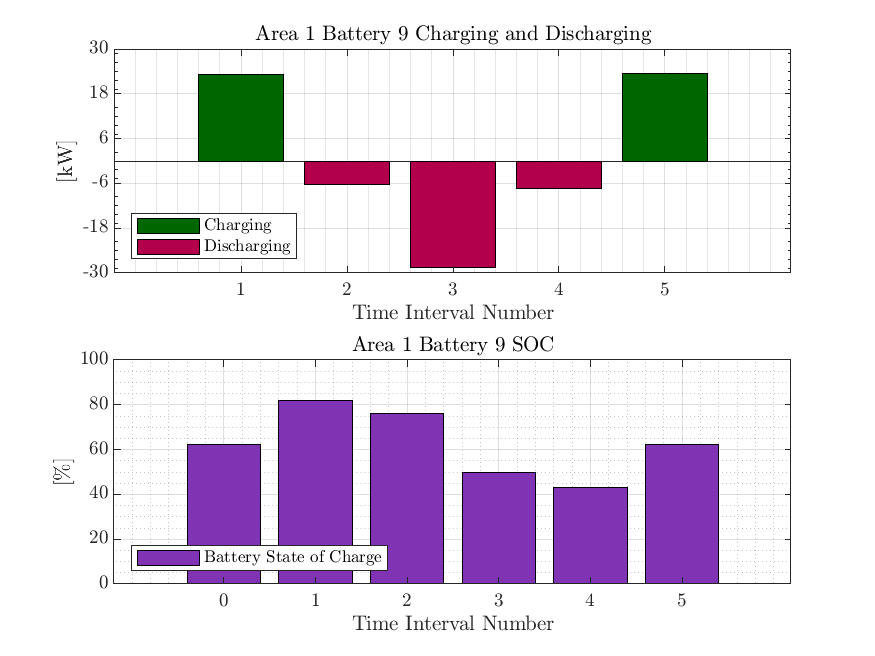 Area 1 Battery 9 Charging and Discharging
30
18
6
-6
-18
-30
[kW]
Charging
Discharging
1 2 3 4 5
Time Interval Number
Area 1 Battery 9 SOC
100
80
60
40
20
0
[%]
Battery State of Charge
0 1 2 3 4 5
Time Interval Number